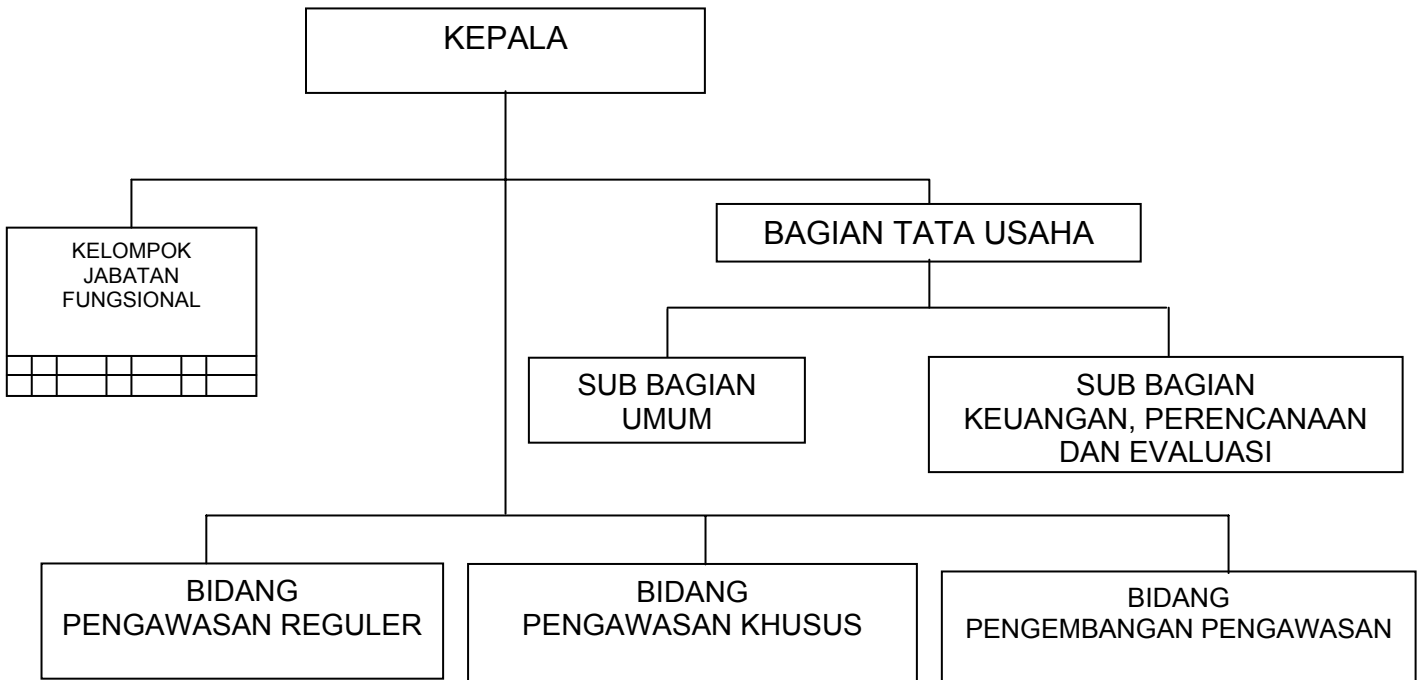 KEPALA
KELOMPOK
JABATAN
FUNGSIONAL
BAGIAN TATA USAHA
SUB BAGIAN
UMUM
SUB BAGIAN
KEUANGAN, PERENCANAAN
DAN EVALUASI
BIDANG
PENGAWASAN REGULER
BIDANG
PENGAWASAN KHUSUS
BIDANG
PENGEMBANGAN PENGAWASAN